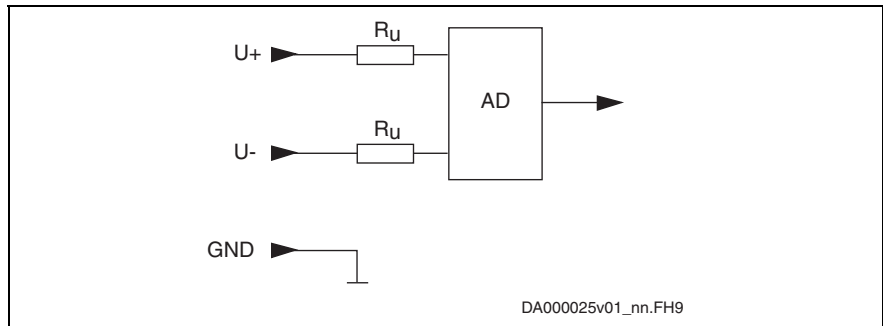 Ru
U+
AD
Ru
U-
GND
DA000025v01_nn.FH9